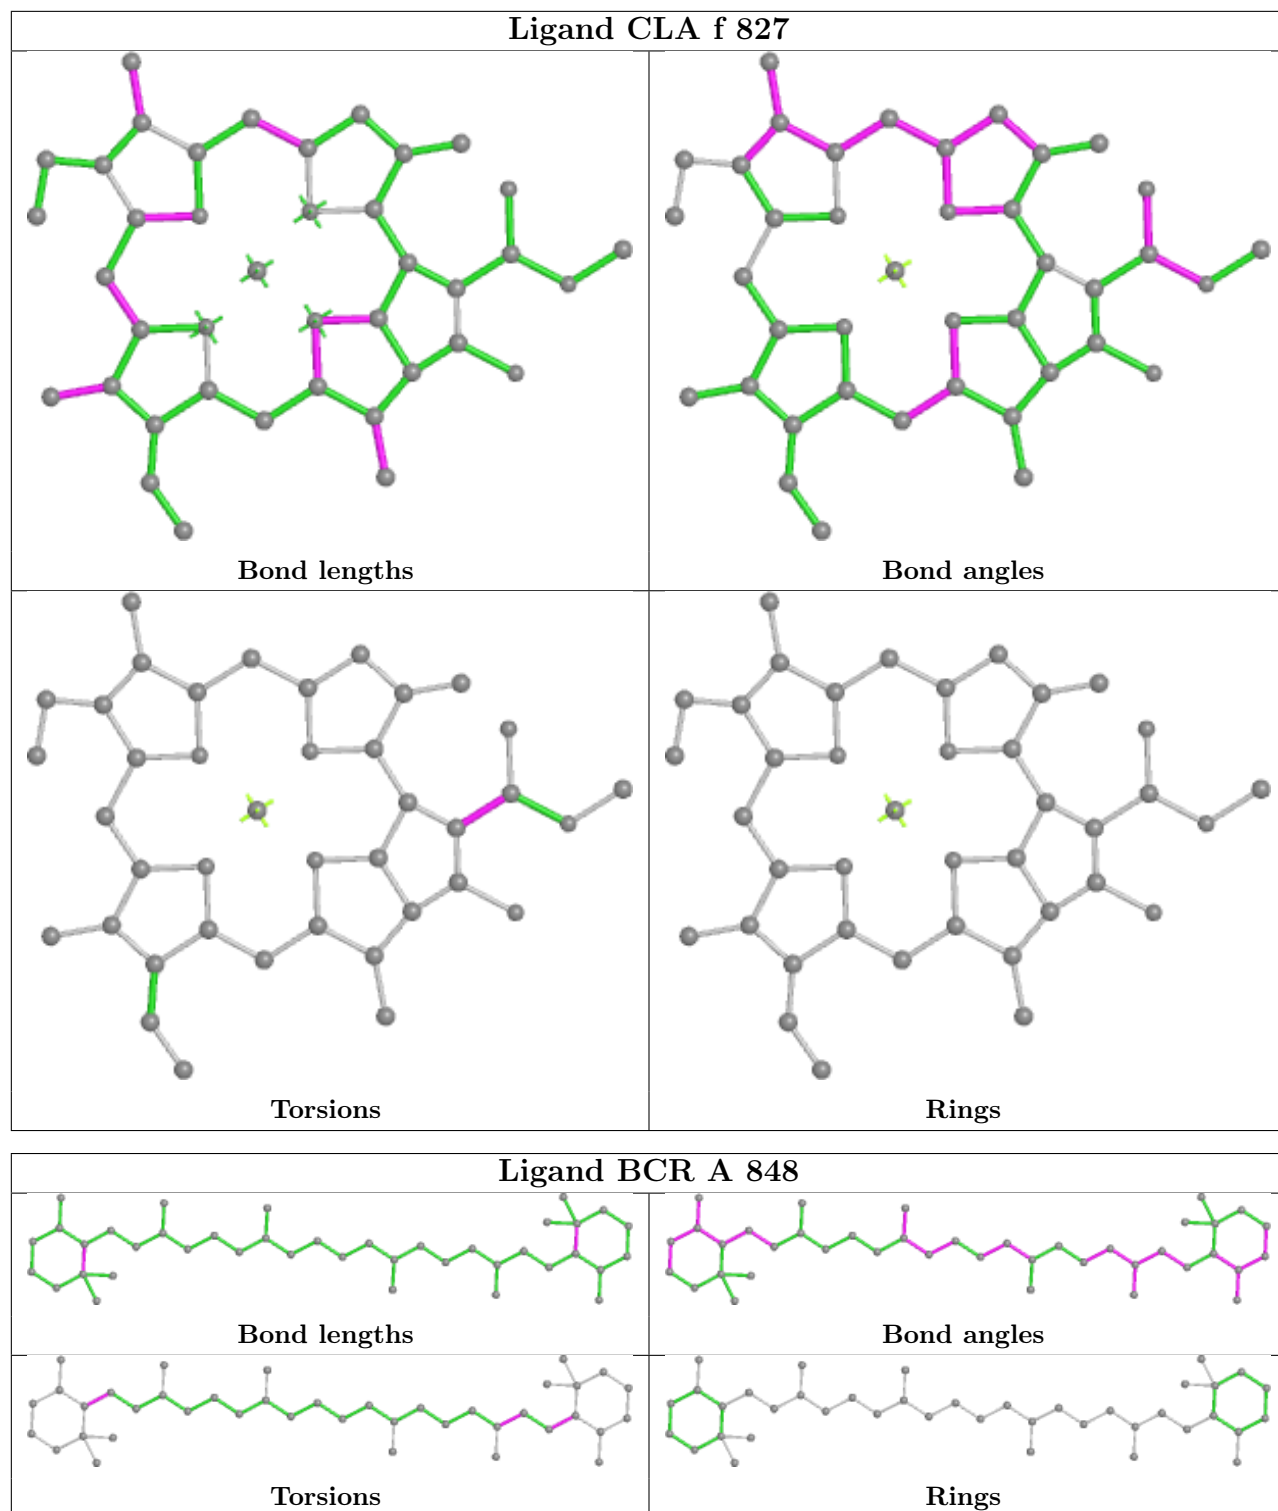 Ligand CLA f 827
Bond lengths
Bond angles
Torsions
Rings
Ligand BCR A 848
Bond lengths
Bond angles
Torsions
Rings